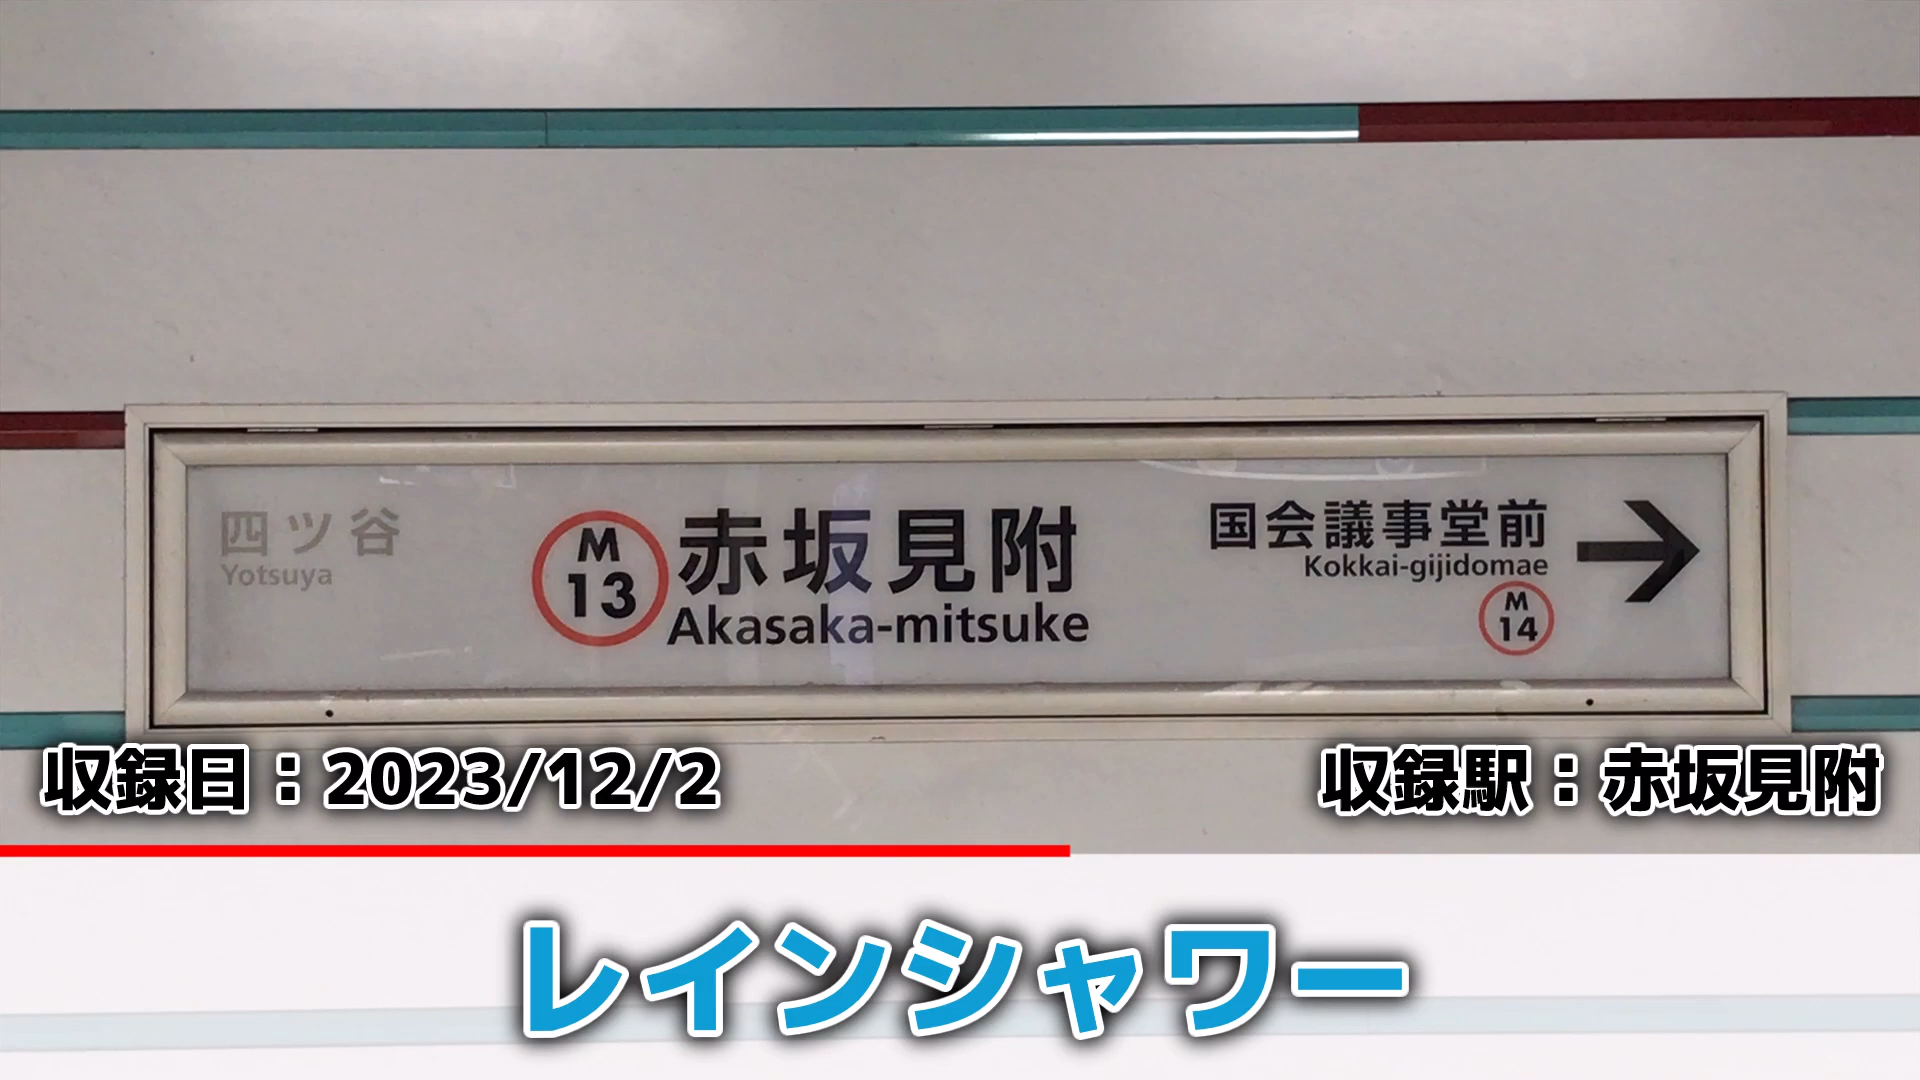 四ツ谷
Yotsuya
M
13
赤坂見附
Akasaka-mitsuke
国会議事堂前
Kokkai-gijidomae
M
14
収録日：2023/12/2
収録駅：赤坂見附
レインシャワー